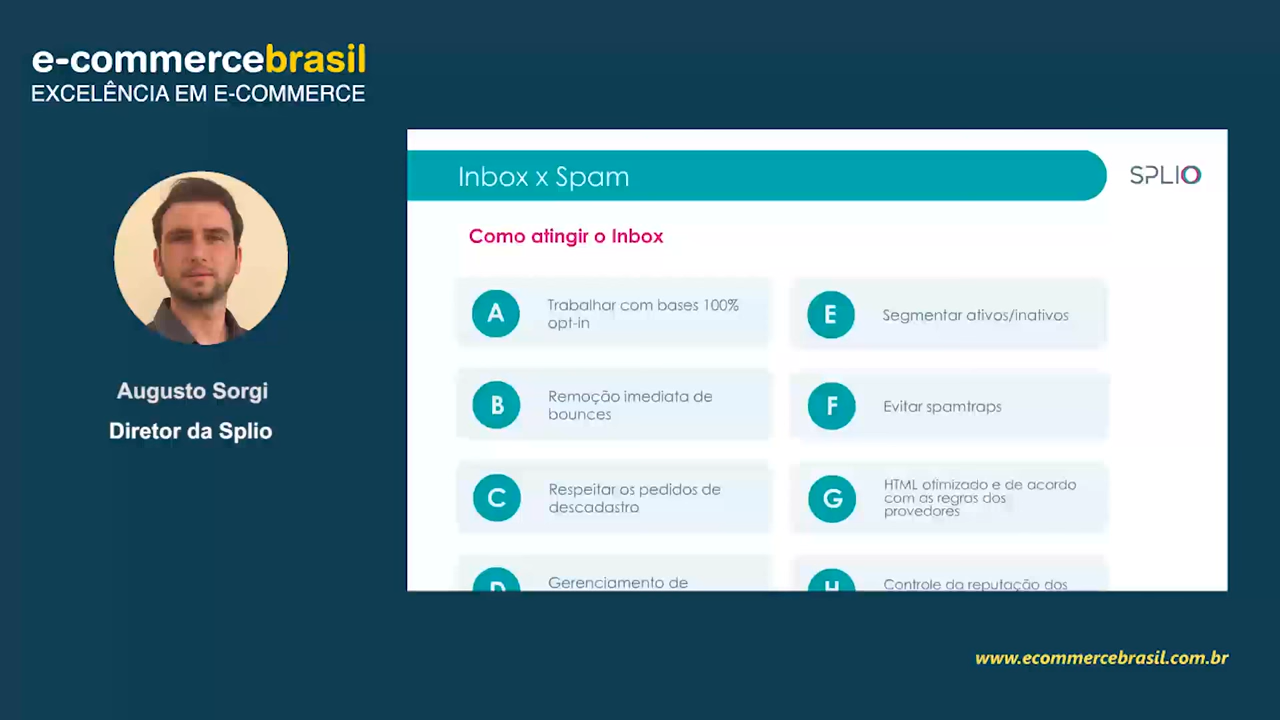 e-commercebrasil
EXCELÊNCIA EM E-COMMERCE
Augusto Sorgi
Diretor da Splio
Inbox x Spam
SPLIO
Como atingir o Inbox
A
Trabalhar com bases 100%
opt-in
B
Remoção imediata de
bounces
C
Respeitar os pedidos de
descadastro
D
Gerenciamento de
E
Segmentar ativos/inativos
F
Evitar spamtraps
G
HTML otimizado e de acordo
com as regras dos
provedores
H
Controle da reputação dos
www.ecommercebrasil.com.br